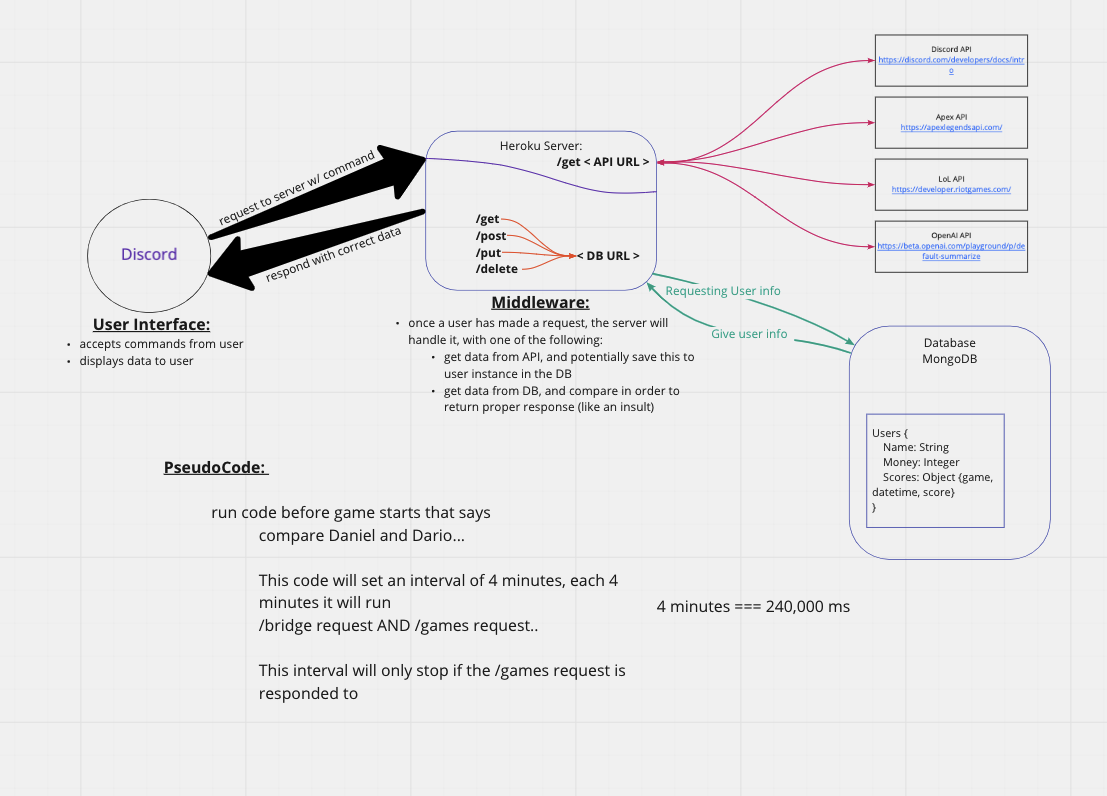 Discord API
https://discord.com/developers/docs/intr
o
Apex API
https://apexlegendsapi.com/
LoL API
https://developer.riotgames.com/
OpenAI API
https://beta.openai.com/playground/p/de
fault-summarize
Heroku Server:
/get < API URL >
request to server w/ command
respond with correct data
Discord
/get
/post
/put
/delete
< DB URL >
User Interface:
• accepts commands from user
• displays data to user
Middleware:
• once a user has made a request, the server will
handle it, with one of the following:
• get data from API, and potentially save this to
user instance in the DB
• get data from DB, and compare in order to
return proper response (like an insult)
Requesting User info
Give user info
Database
MongoDB
Users {
Name: String
Money: Integer
Scores: Object {game,
datetime, score}
}
PseudoCode:
run code before game starts that says
compare Daniel and Dario...
This code will set an interval of 4 minutes, each 4
minutes it will run
/bridge request AND /games request..
This interval will only stop if the /games request is
responded to
4 minutes === 240,000 ms